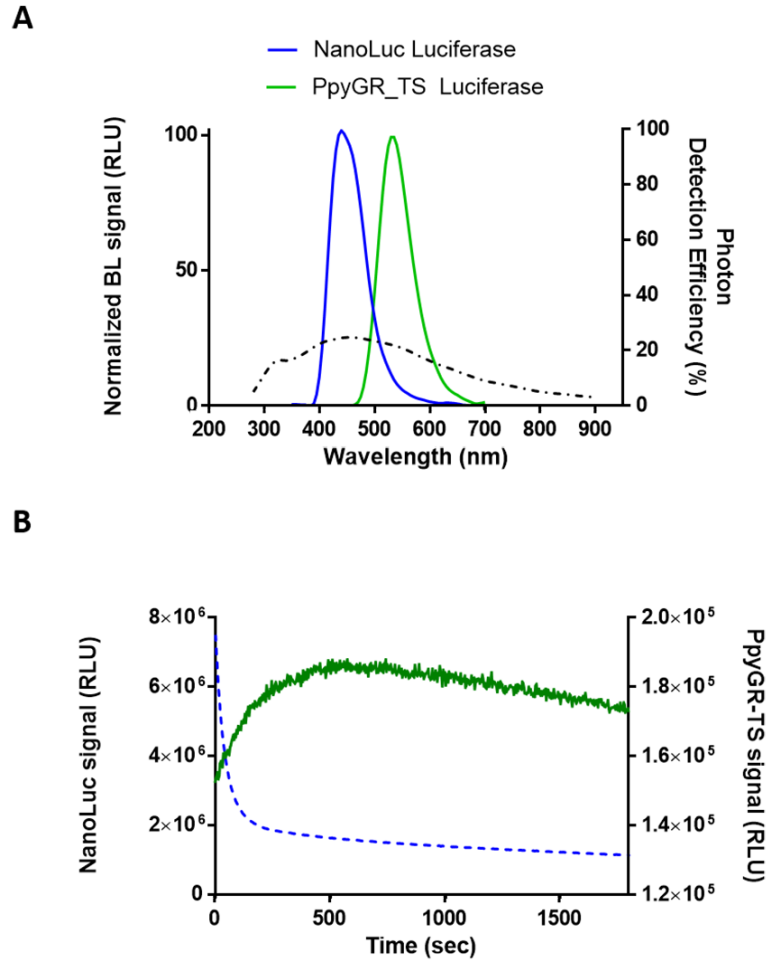 A
NanoLuc Luciferase
PpyGR_TS Luciferase
Normalized BL signal (RLU)
100
50
0
100
80
60
40
20
0
Photon
Detection Efficiency (%)
200 300 400 500 600 700 800 900
Wavelength (nm)
B
NanoLuc signal (RLU)
8×10⁶
6×10⁶
4×10⁶
2×10⁶
0
2.0×10⁵
1.8×10⁵
1.6×10⁵
1.4×10⁵
1.2×10⁵
PpyGR-TS signal (RLU)
0 500 1000 1500
Time (sec)